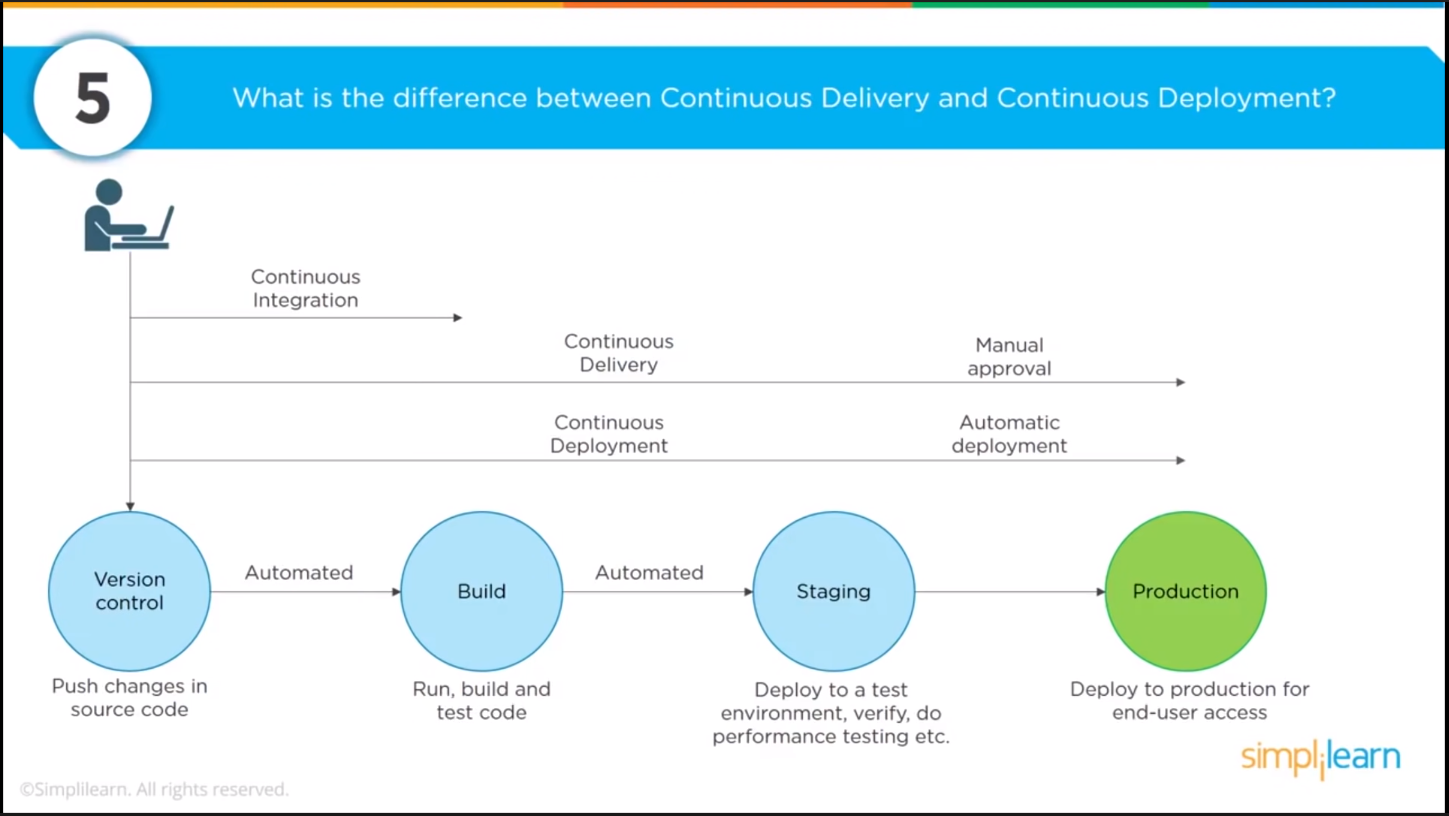 5
What is the difference between Continuous Delivery and Continuous Deployment?
Continuous
Integration
Continuous
Delivery
Manual
approval
Continuous
Deployment
Automatic
deployment
Version
control
Automated
Build
Automated
Staging
Production
Push changes in
source code
Run, build and
test code
Deploy to a test
environment, verify, do
performance testing etc.
Deploy to production for
end-user access
simplilearn
©Simplilearn. All rights reserved.